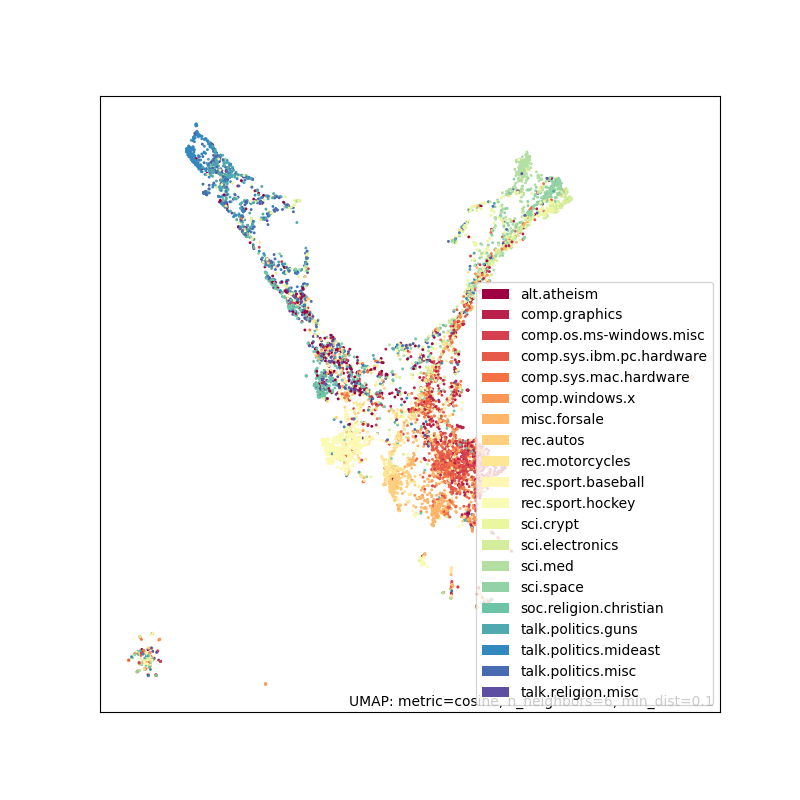 alt.atheism
comp.graphics
comp.os.ms-windows.misc
comp.sys.ibm.pc.hardware
comp.sys.mac.hardware
comp.windows.x
misc.forsale
rec.autos
rec.motorcycles
rec.sport.baseball
rec.sport.hockey
sci.crypt
sci.electronics
sci.med
sci.space
soc.religion.christian
talk.politics.guns
talk.politics.mideast
talk.politics.misc
talk.religion.misc
UMAP: metric=cosine, n_neighbors=6, min_dist=0.1